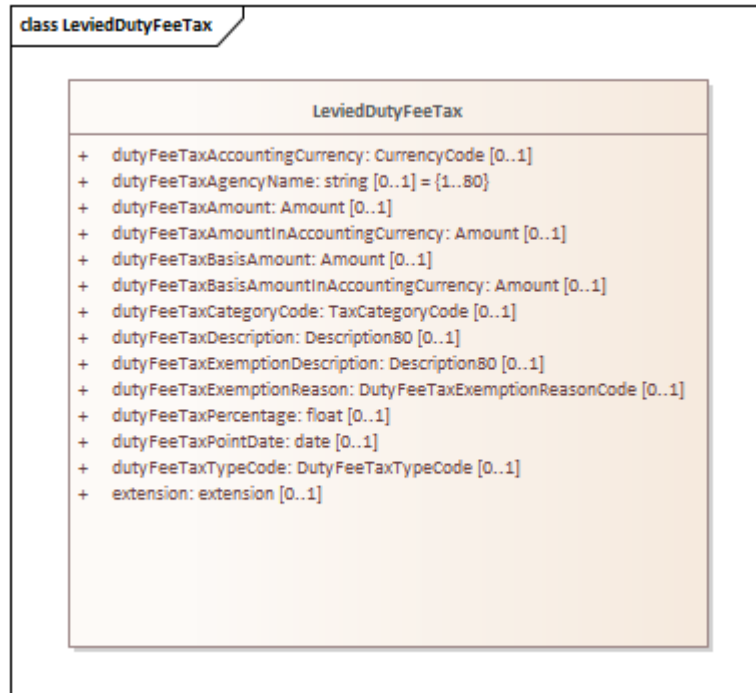 class LeviedDutyFeeTax
LeviedDutyFeeTax
+ dutyFeeTaxAccountingCurrency: CurrencyCode [0..1]
+ dutyFeeTaxAgencyName: string [0..1] = {1..80}
+ dutyFeeTaxAmount: Amount [0..1]
+ dutyFeeTaxAmountInAccountingCurrency: Amount [0..1]
+ dutyFeeTaxBasisAmount: Amount [0..1]
+ dutyFeeTaxBasisAmountInAccountingCurrency: Amount [0..1]
+ dutyFeeTaxCategoryCode: TaxCategoryCode [0..1]
+ dutyFeeTaxDescription: Description80 [0..1]
+ dutyFeeTaxExemptionDescription: Description80 [0..1]
+ dutyFeeTaxExemptionReason: DutyFeeTaxExemptionReasonCode [0..1]
+ dutyFeeTaxPercentage: float [0..1]
+ dutyFeeTaxPointDate: date [0..1]
+ dutyFeeTaxTypeCode: DutyFeeTaxTypeCode [0..1]
+ extension: extension [0..1]